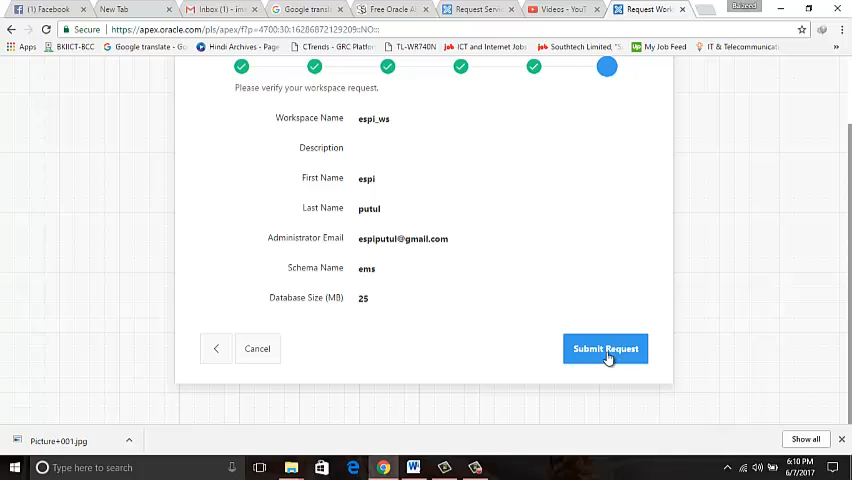 (1) Facebook New Tab Inbox (1) - ima Google translate Free Oracle A Request Servi Videos - YouT Request Work Bazeed
Secure https://apex.oracle.com/pls/apex/f?p=4700:30:16286872129209::NO:::
Apps BKIICT-BCC Google translate - Go Hindi Archives - Page CTrends - GRC Platfor TL-WR740N ICT and Internet Jobs Southtech Limited, "S My Job Feed IT & Telecommunicati
Please verify your workspace request.
Workspace Name espi_ws
Description
First Name espi
Last Name putul
Administrator Email espiputul@gmail.com
Schema Name ems
Database Size (MB) 25
Cancel Submit Request
Picture+001.jpg Show all
Type here to search 6:10 PM
6/7/2017